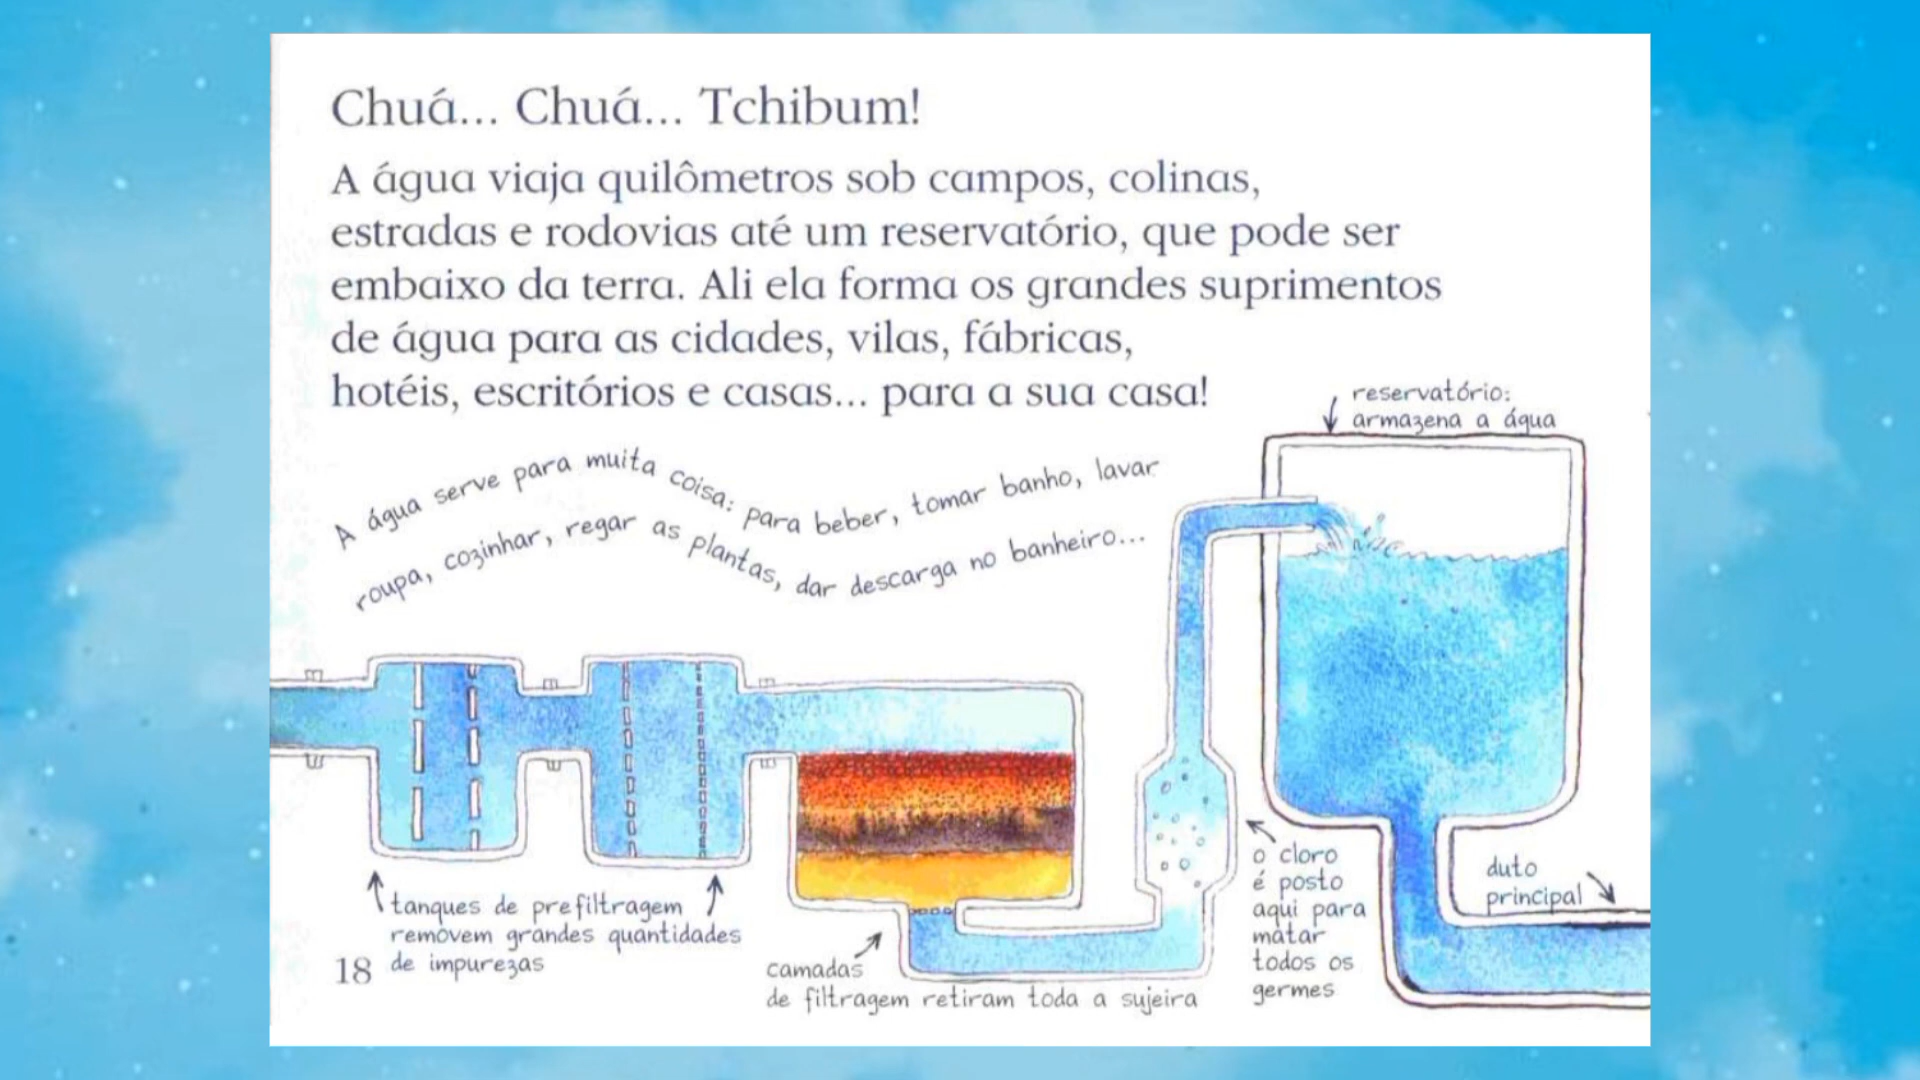 Chuá... Chuá... Tchibum!
A água viaja quilômetros sob campos, colinas,
estradas e rodovias até um reservatório, que pode ser
embaixo da terra. Ali ela forma os grandes suprimentos
de água para as cidades, vilas, fábricas,
hotéis, escritórios e casas... para a sua casa!
reservatório:
armazena a água
A água serve para muita coisa: para beber, tomar banho, lavar
roupa, cozinhar, regar as plantas, dar descarga no banheiro...
tanques de prefiltragem
removem grandes quantidades
de impurezas
camadas
de filtragem retiram toda a sujeira
o cloro
é posto
aqui para
matar
todos os
germes
duto
principal
18